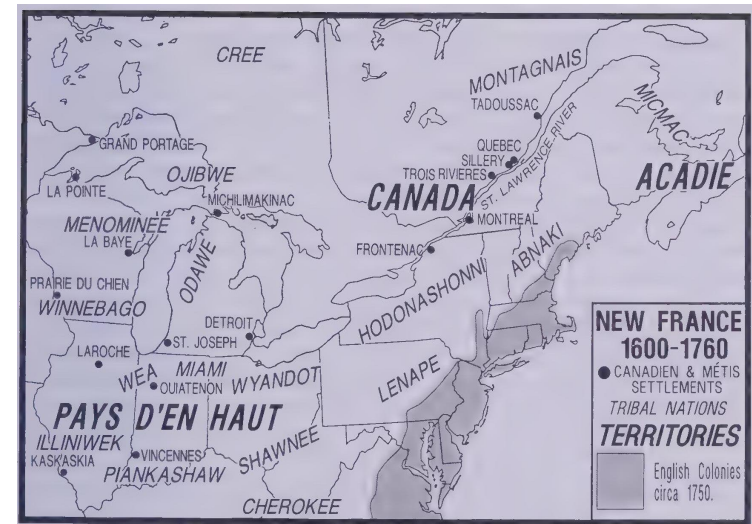 CREE
MONTAGNAIS
TADOUSSAC
MICMAC
GRAND PORTAGE
QUEBEC
SILLERY
TROIS RIVIERES
ST. LAWRENCE RIVER
OJIBWE
LA POINTE
CANADA
ACADIE
MICHILIMAKINAC
MONTREAL
MENOMINEE
LA BAYE
ODAWE
FRONTENAC
ABNAKI
PRAIRIE DU CHIEN
WINNEBAGO
HODONASHONNI
DETROIT
ST. JOSEPH
LAROCHE
WEA
MIAMI
OUIATENON
WYANDOT
LENAPE
PAYS D'EN HAUT
ILLINIWEK
KASKASKIA
VINCENNES
PIANKASHAW
SHAWNEE
CHEROKEE
NEW FRANCE
1600-1760
CANADIEN & MÉTIS
SETTLEMENTS
TRIBAL NATIONS
TERRITORIES
English Colonies
circa 1750.